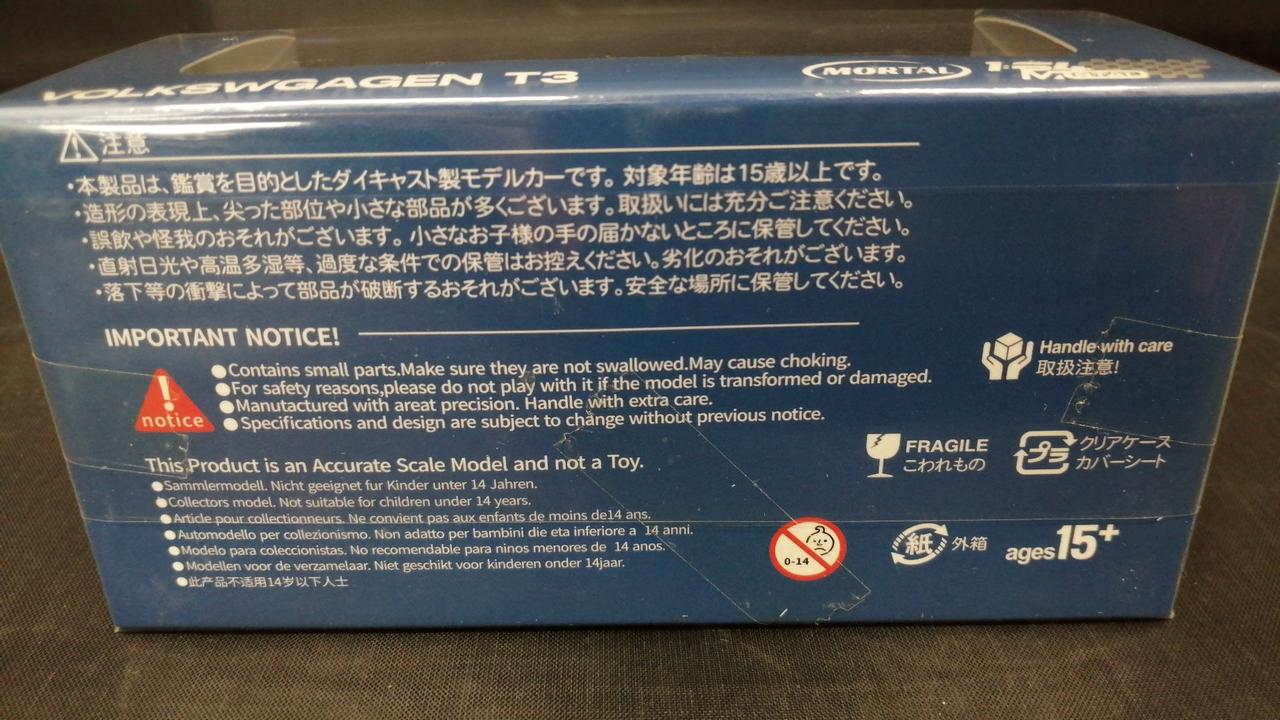 VOLKSWGAGEN T3
MORTAL
注意
・本製品は、鑑賞を目的としたダイキャスト製モデルカーです。対象年齢は15歳以上です。
・造形の表現上、尖った部位や小さな部品が多くございます。取扱いには充分ご注意ください。
・誤飲や怪我のおそれがございます。小さなお子様の手の届かないところに保管してください。
・直射日光や高温多湿等、過度な条件での保管はお控えください。劣化のおそれがございます。
・落下等の衝撃によって部品が破断するおそれがございます。安全な場所に保管してください。
IMPORTANT NOTICE!
notice
●Contains small parts.Make sure they are not swallowed.May cause choking.
●For safety reasons,please do not play with it if the model is transformed or damaged.
●Manutactured with areat precision. Handle with extra care.
●Specifications and design are subject to change without previous notice.
Handle with care
取扱注意!
FRAGILE
こわれもの
プラ
クリアケース
カバーシート
This Product is an Accurate Scale Model and not a Toy.
●Sammlermodell. Nicht geeignet fur Kinder unter 14 Jahren.
●Collectors model. Not suitable for children under 14 years.
●Article pour collectionneurs. Ne convient pas aux enfants de moins de14 ans.
●Automodello per collezionismo. Non adatto per bambini die eta inferiore a 14 anni.
●Modelo para coleccionistas. No recomendable para ninos menores de 14 anos.
●Modellen voor de verzamelaar. Niet geschikt voor kinderen onder 14jaar.
●此产品不适用14岁以下人士
0-14
紙
外箱
ages15+